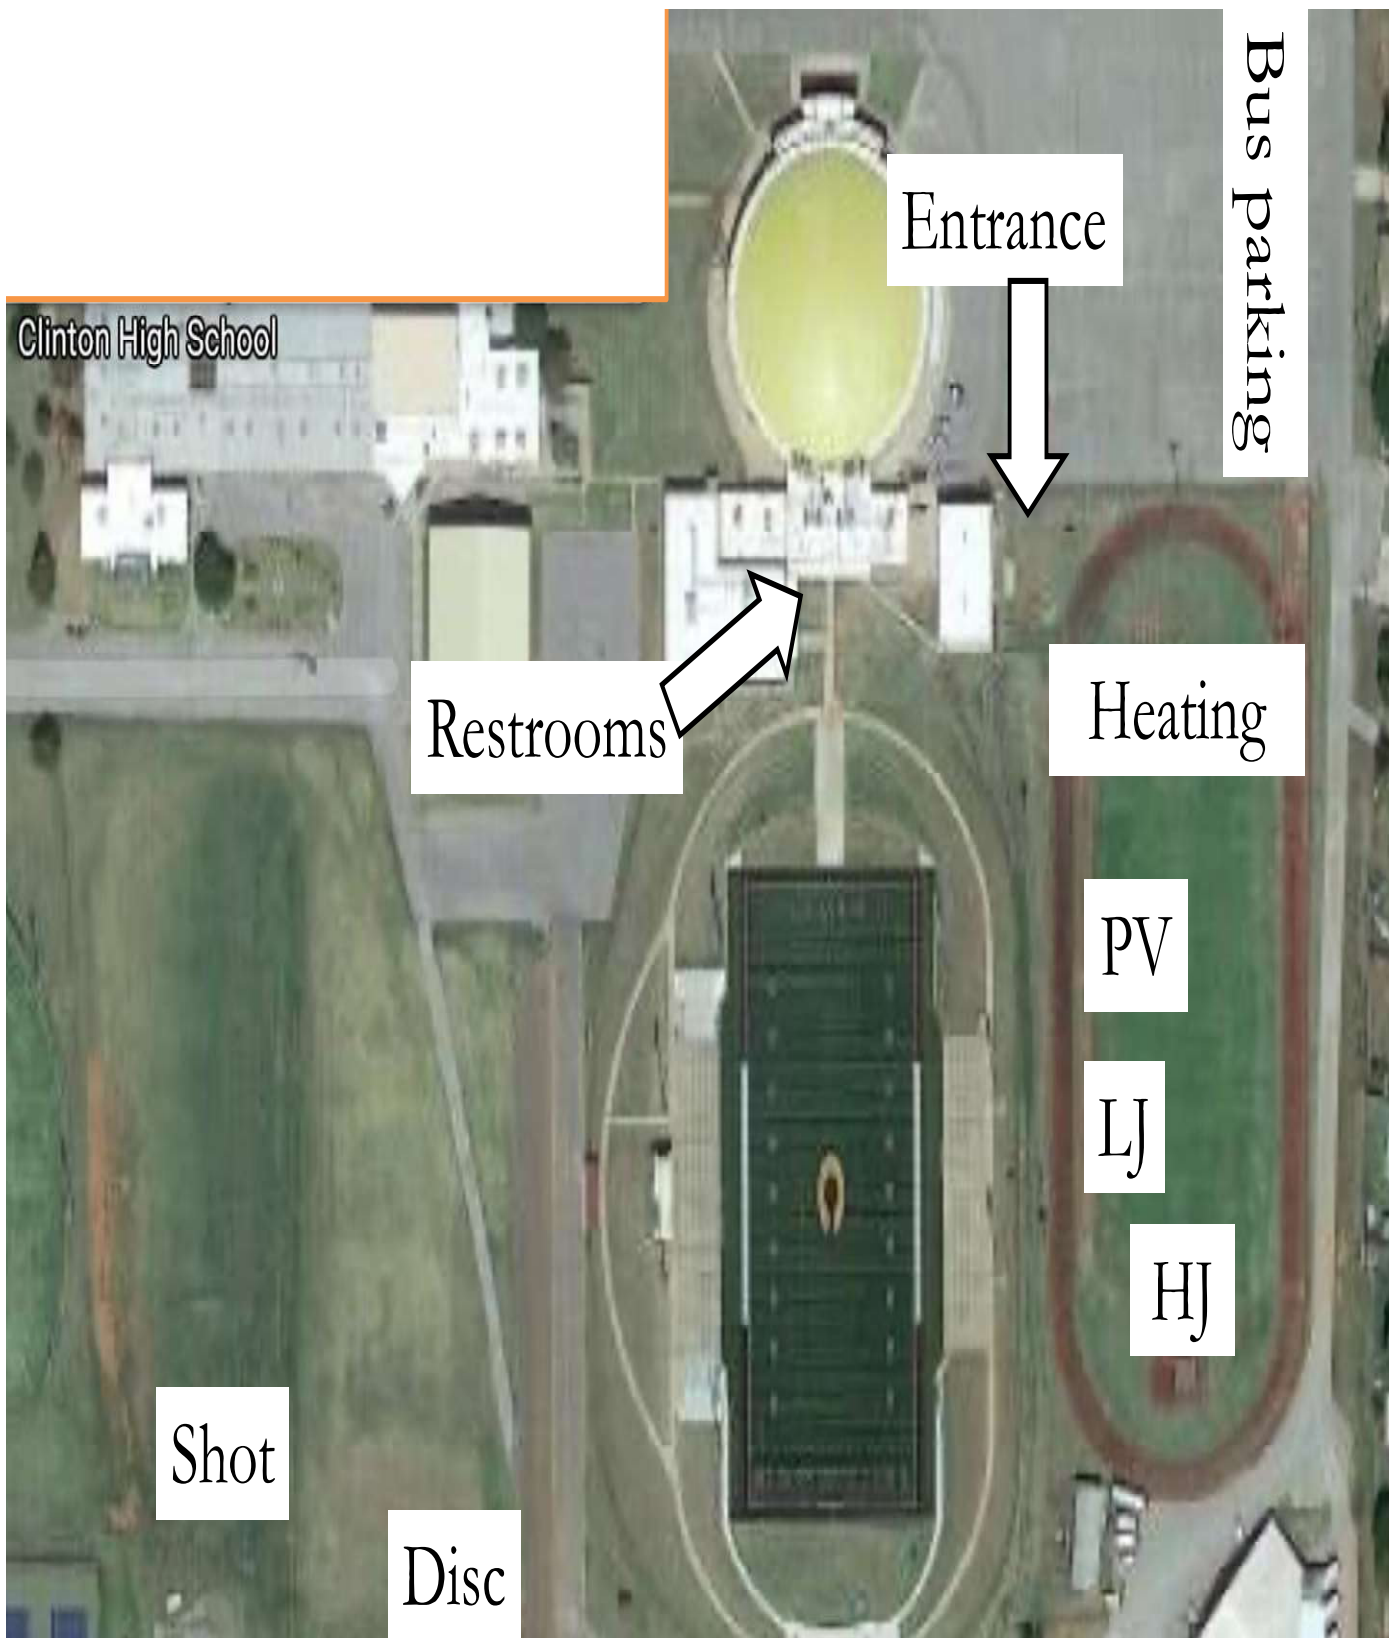 Bus parking
Entrance
Clinton High School
Restrooms
Heating
PV
LJ
HJ
Shot
Disc